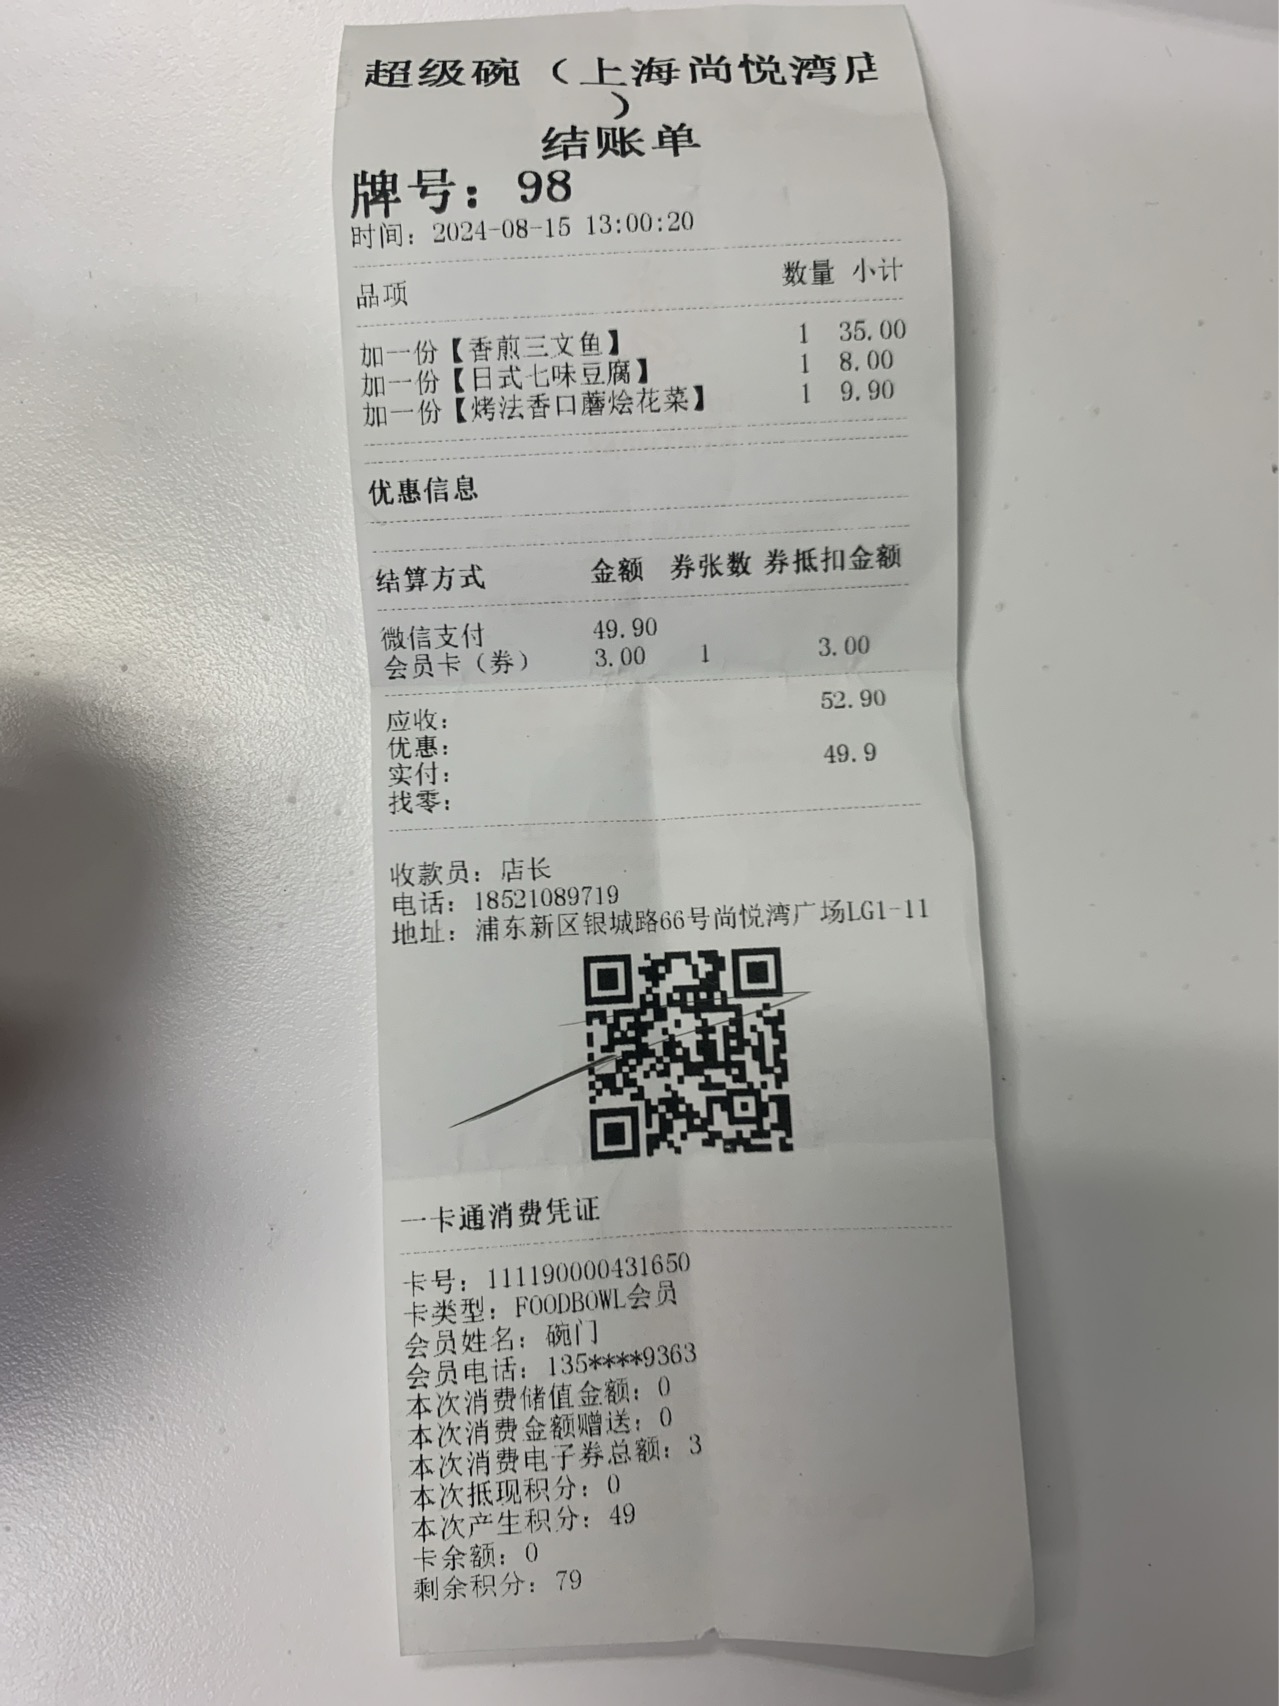 超级碗（上海尚悦湾店
）
结账单
牌号：98
时间：2024-08-15 13:00:20
品项 数量 小计
加一份【香煎三文鱼】 1 35.00
加一份【日式七味豆腐】 1 8.00
加一份【烤法香口蘑烩花菜】 1 9.90
优惠信息
结算方式 金额 券张数 券抵扣金额
微信支付 49.90
会员卡（券） 3.00 1 3.00
应收： 52.90
优惠：
实付： 49.9
找零：
收款员：店长
电话：18521089719
地址：浦东新区银城路66号尚悦湾广场LG1-11
一卡通消费凭证
卡号：111190000431650
卡类型：FOODBOWL会员
会员姓名：碗门
会员电话：135****9363
本次消费储值金额：0
本次消费金额赠送：0
本次消费电子券总额：3
本次抵现积分：0
本次产生积分：49
卡余额：0
剩余积分：79